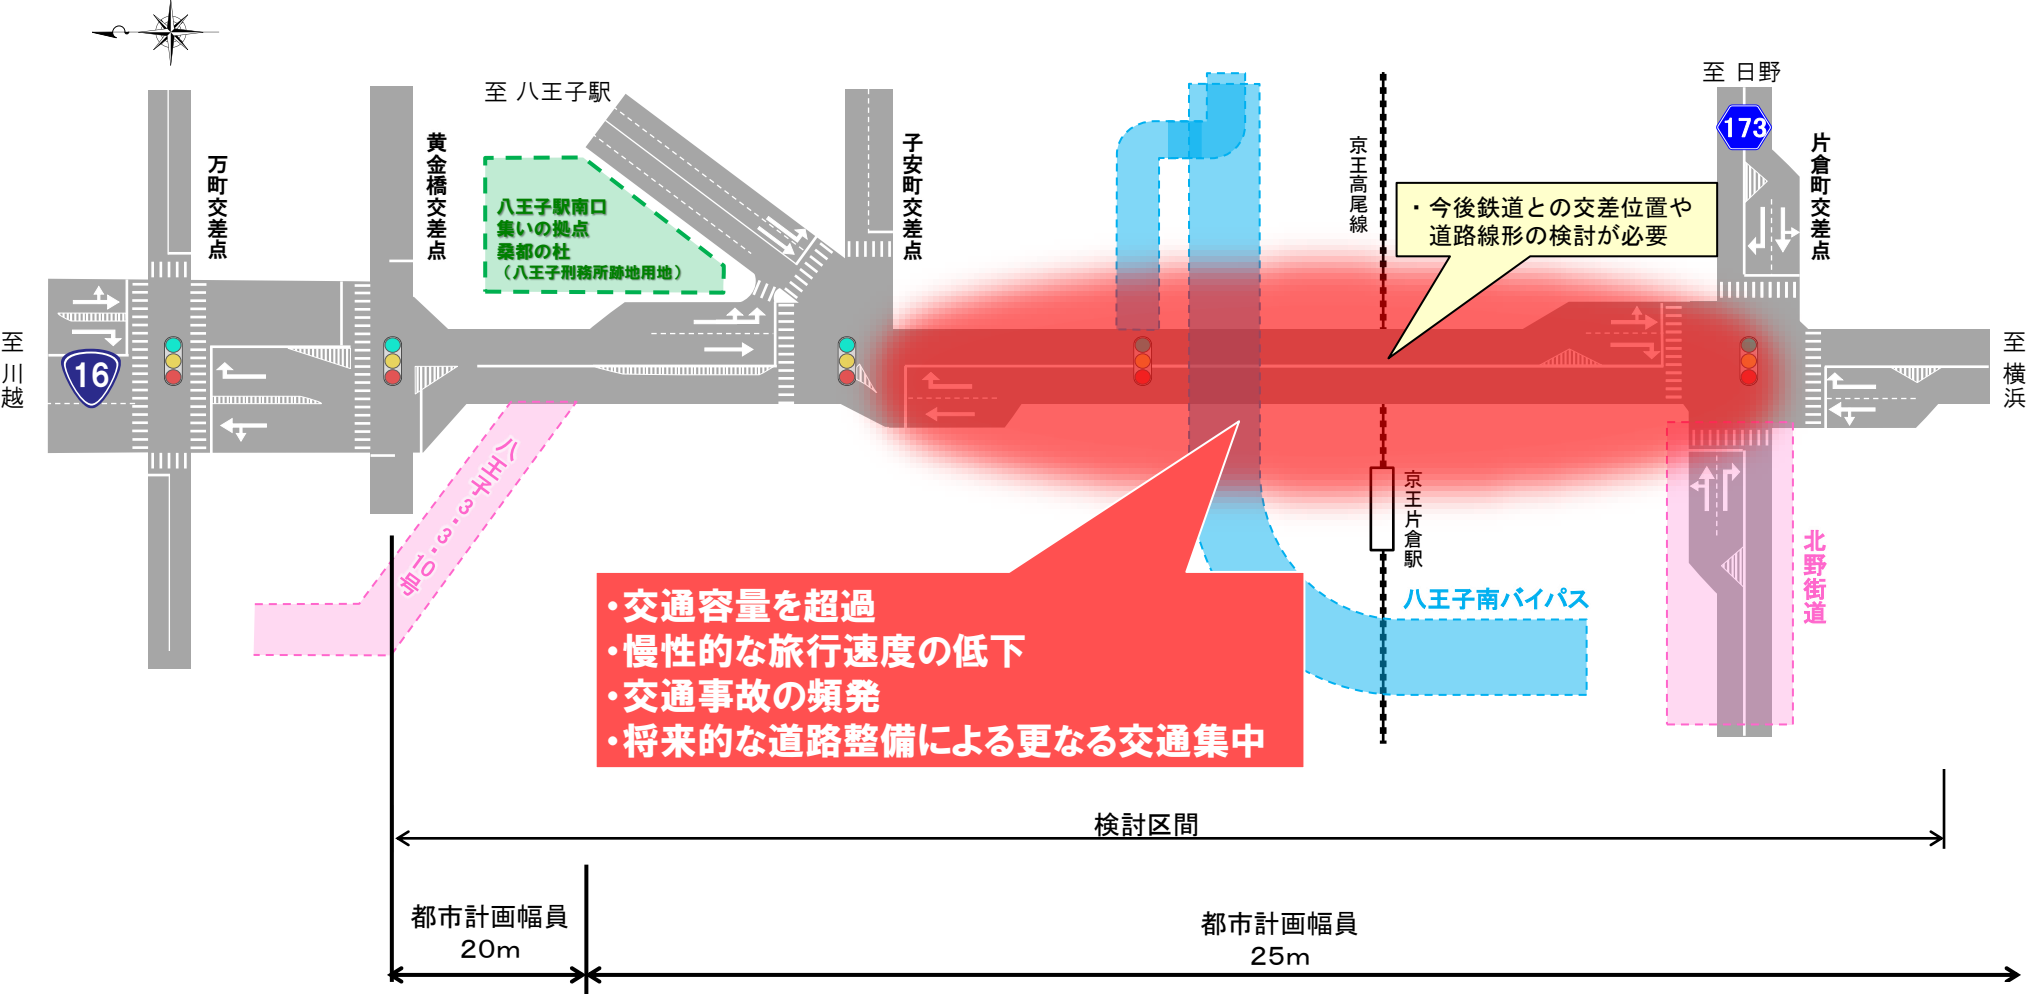 至 八王子駅
至 日野
173
万町交差点
黄金橋交差点
八王子駅南口
集いの拠点
桑都の杜
（八王子刑務所跡地用地）
子安町交差点
京王高尾線
・今後鉄道との交差位置や
道路線形の検討が必要
片倉町交差点
至 川越
16
至 横浜
八王子３・３・１０号
京王片倉駅
八王子南バイパス
北野街道
・交通容量を超過
・慢性的な旅行速度の低下
・交通事故の頻発
・将来的な道路整備による更なる交通集中
検討区間
都市計画幅員
20m
都市計画幅員
25m